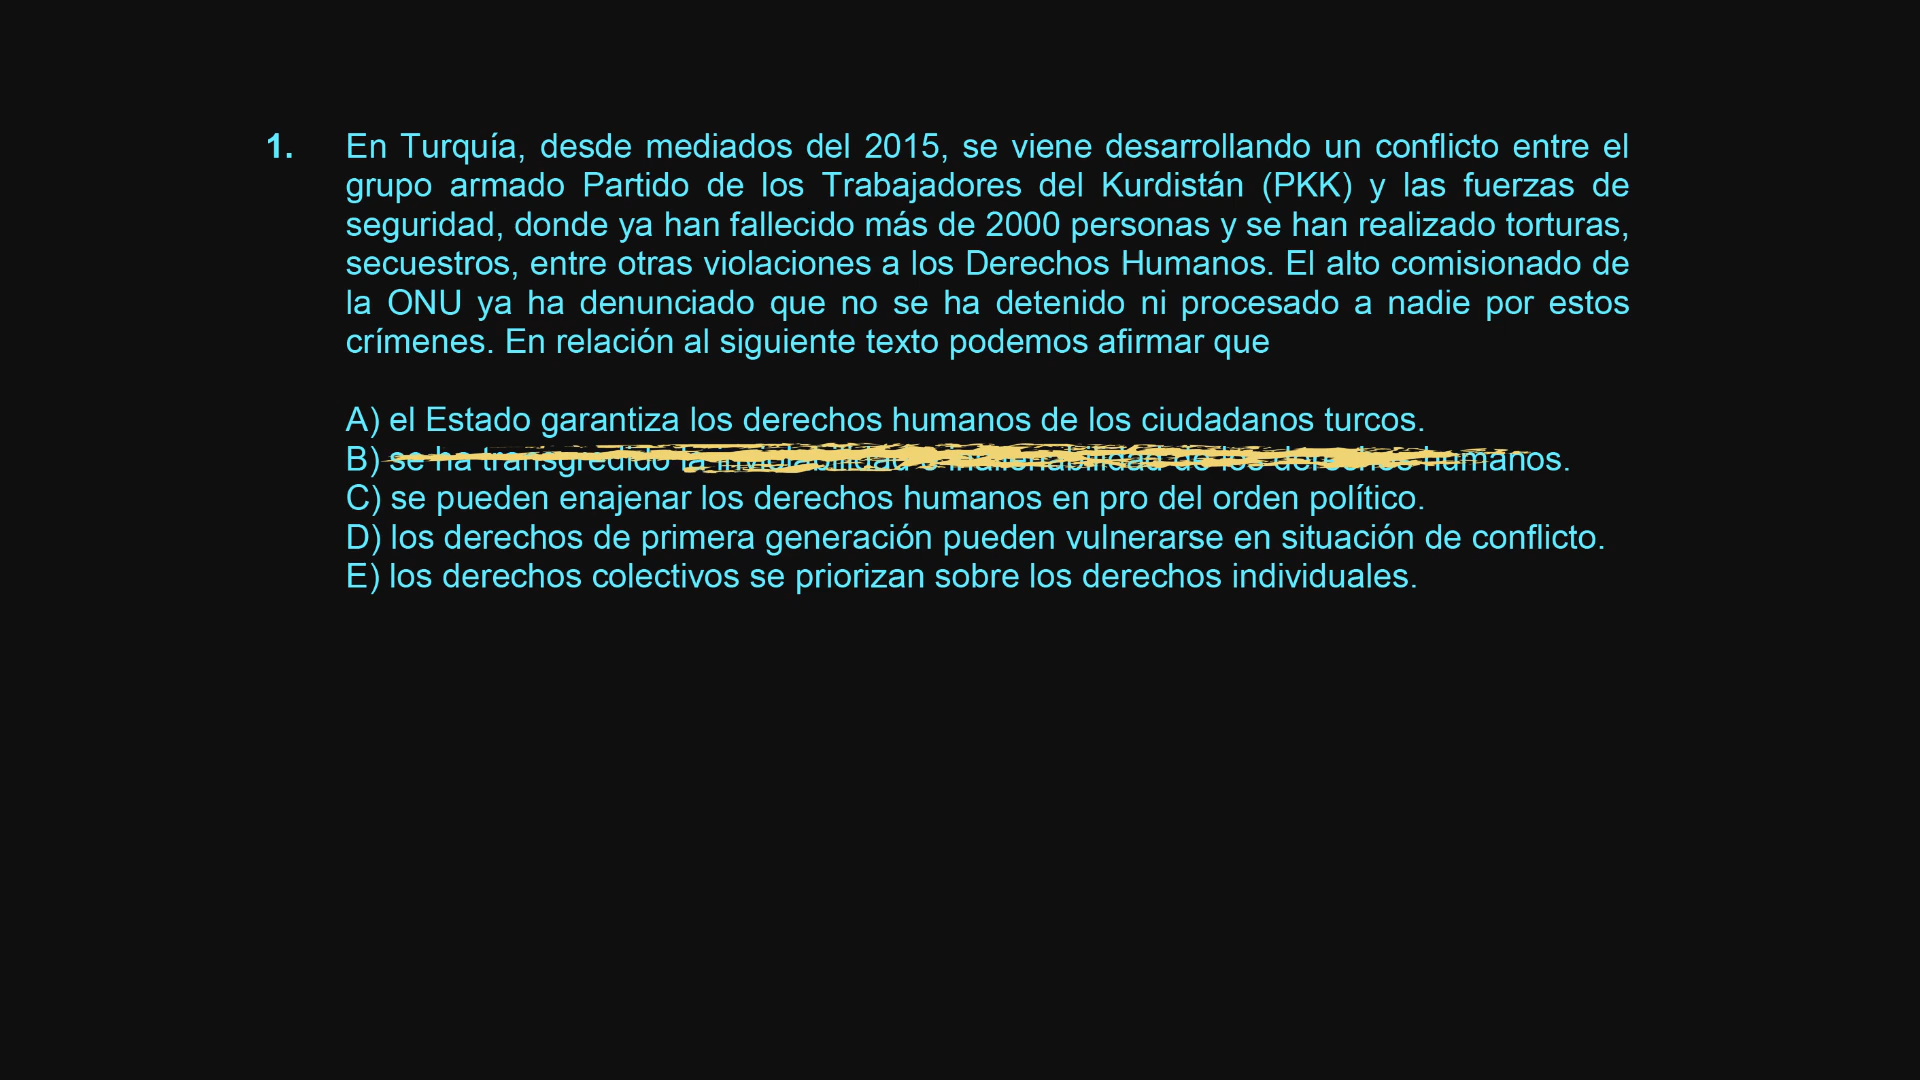 1. En Turquía, desde mediados del 2015, se viene desarrollando un conflicto entre el
grupo armado Partido de los Trabajadores del Kurdistán (PKK) y las fuerzas de
seguridad, donde ya han fallecido más de 2000 personas y se han realizado torturas,
secuestros, entre otras violaciones a los Derechos Humanos. El alto comisionado de
la ONU ya ha denunciado que no se ha detenido ni procesado a nadie por estos
crímenes. En relación al siguiente texto podemos afirmar que
A) el Estado garantiza los derechos humanos de los ciudadanos turcos.
B) se ha transgredido la inviolabilidad e inalienabilidad de los derechos humanos.
C) se pueden enajenar los derechos humanos en pro del orden político.
D) los derechos de primera generación pueden vulnerarse en situación de conflicto.
E) los derechos colectivos se priorizan sobre los derechos individuales.